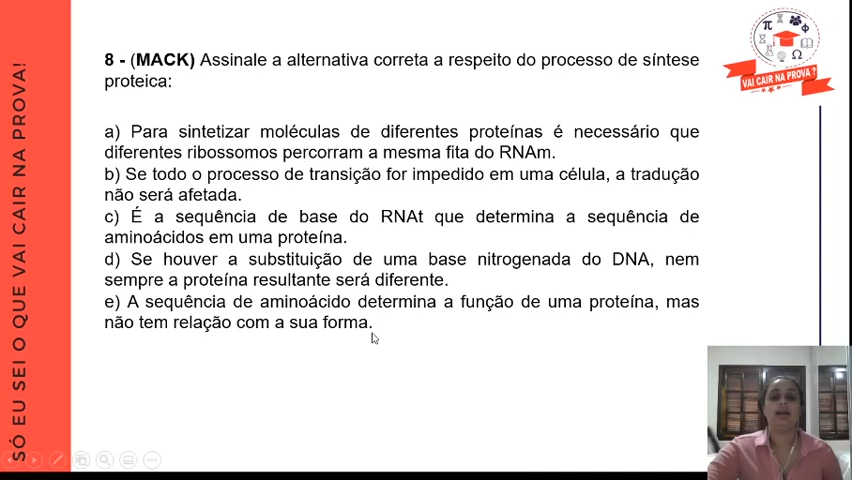 8 - (MACK) Assinale a alternativa correta a respeito do processo de síntese
proteica:
a) Para sintetizar moléculas de diferentes proteínas é necessário que
diferentes ribossomos percorram a mesma fita do RNAm.
b) Se todo o processo de transição for impedido em uma célula, a tradução
não será afetada.
c) É a sequência de base do RNAt que determina a sequência de
aminoácidos em uma proteína.
d) Se houver a substituição de uma base nitrogenada do DNA, nem
sempre a proteína resultante será diferente.
e) A sequência de aminoácido determina a função de uma proteína, mas
não tem relação com a sua forma.
SÓ EU SEI O QUE VAI CAIR NA PROVA!
VAI CAIR NA PROVA ?